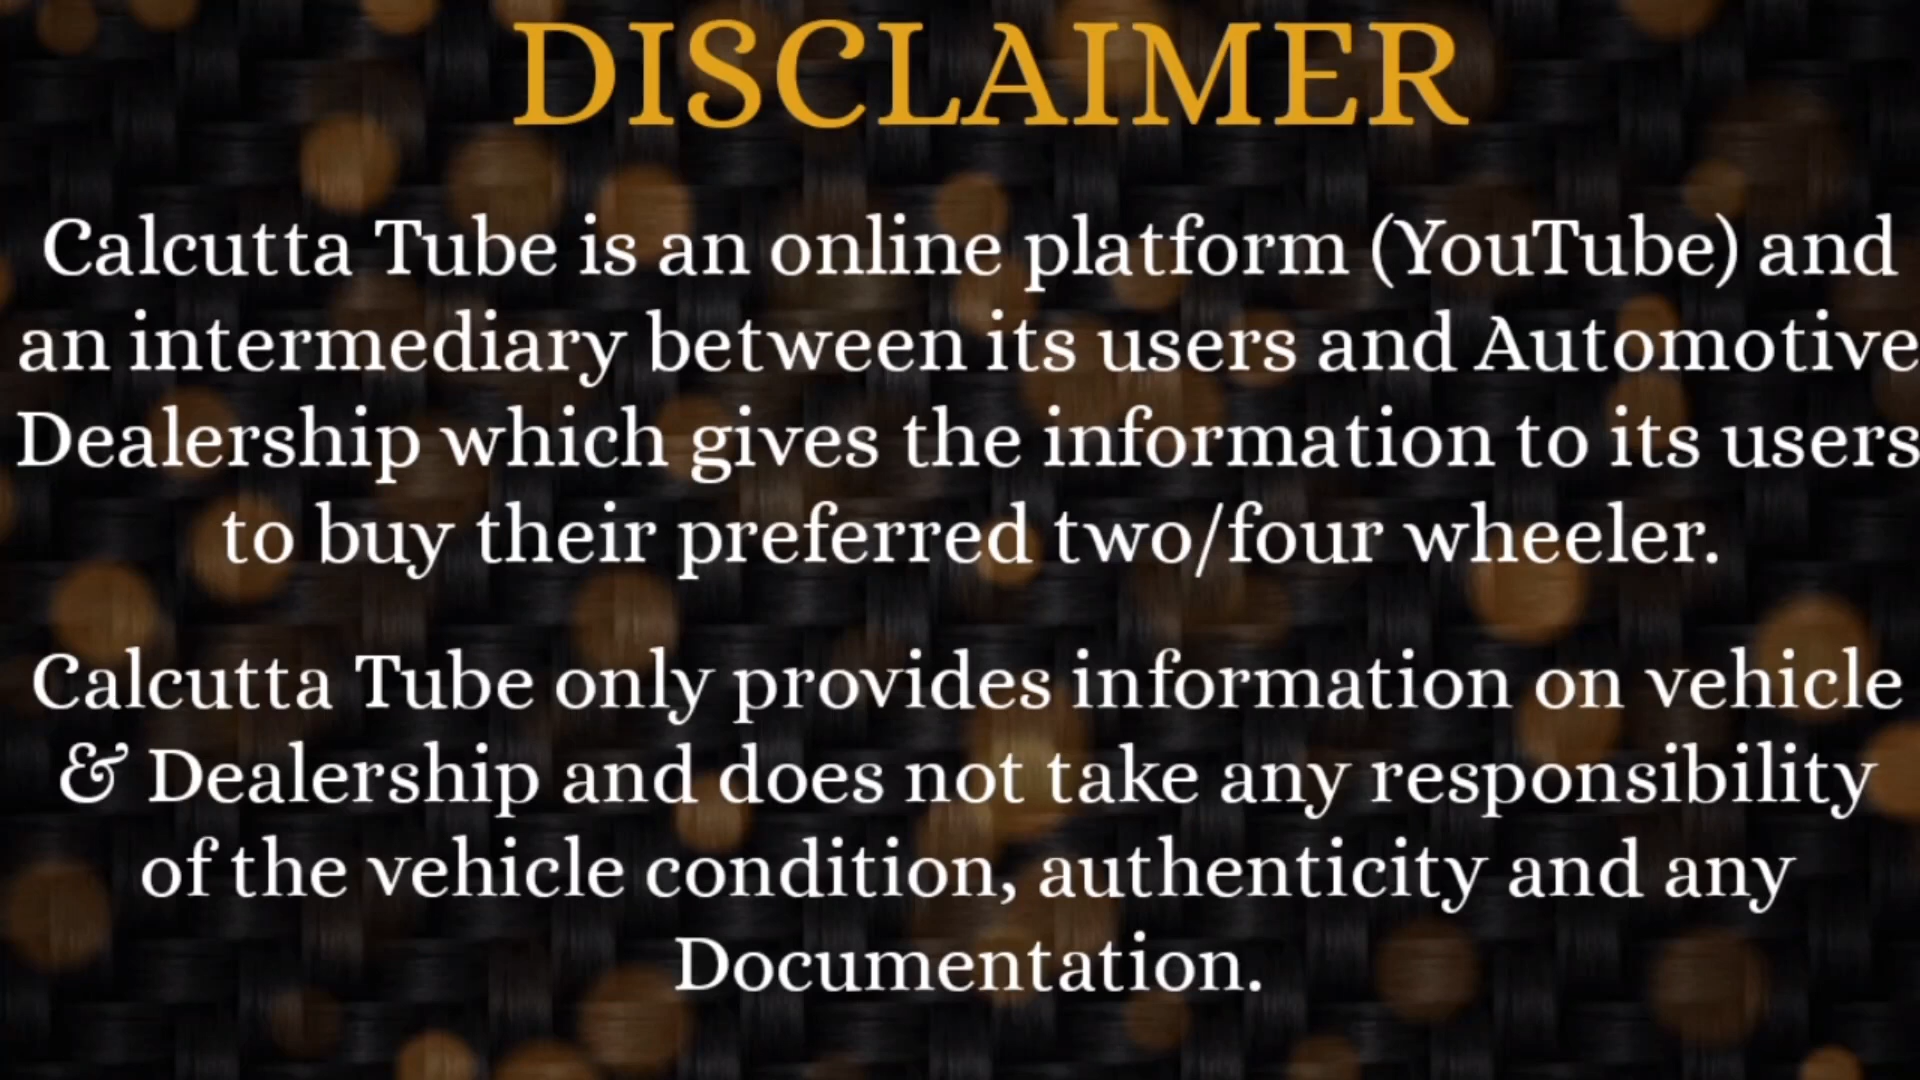 DISCLAIMER
Calcutta Tube is an online platform (YouTube) and
an intermediary between its users and Automotive
Dealership which gives the information to its users
to buy their preferred two/four wheeler.
Calcutta Tube only provides information on vehicle
& Dealership and does not take any responsibility
of the vehicle condition, authenticity and any
Documentation.